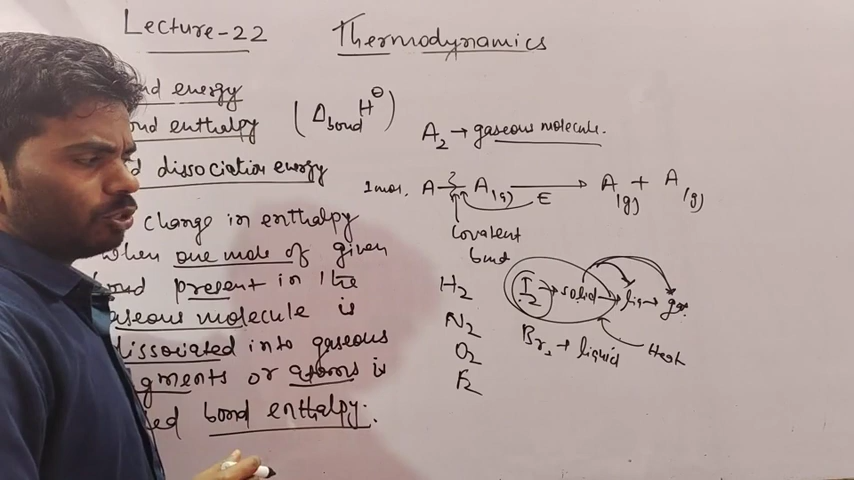 Lecture-22
Thermodynamics
nd energy
ond enthalpy (Δbond H⊖)
d dissociation energy
change in enthalpy
when one mole of given
bond present in the
aseous molecule is
dissociated into gaseous
gments or atoms is
ed bond enthalpy.
A₂ → gaseous molecule.
1 mol, A — A(g) → A(g) + A(g)
E
Covalent
bond
H₂
N₂
O₂
F₂
I₂ → solid → liq → gas.
Br₂ → liquid
Heat